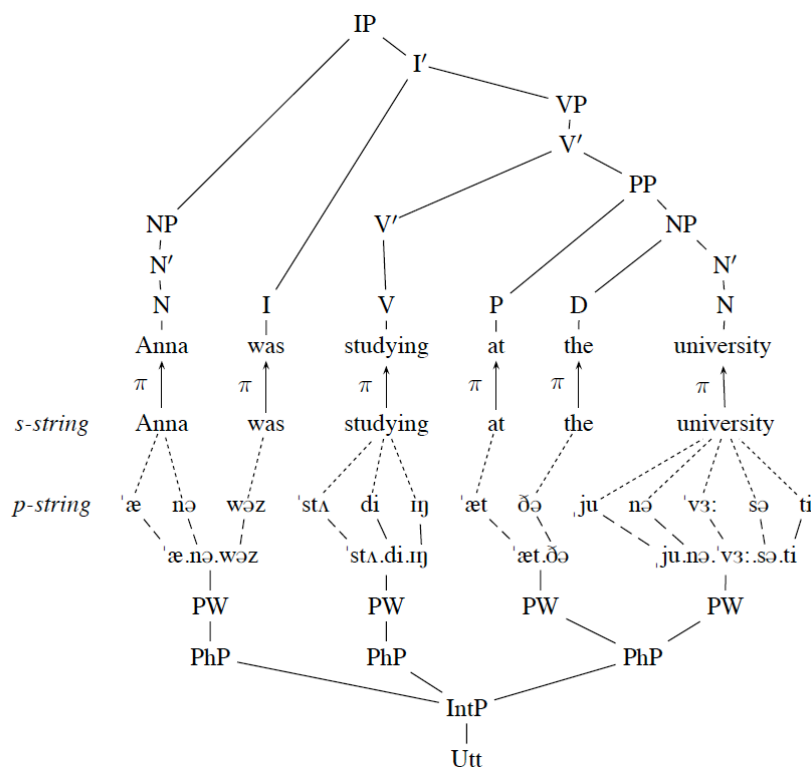 IP
I′
VP
V′
PP
NP V′ NP
N′ N′
N I V P D N
Anna was studying at the university
π π π π π π
s-string Anna was studying at the university
p-string ˈæ nə wəz ˈstʌ di ɪŋ ˈæt ðə ˌju nə ˈvɜː sə ti
ˈæ.nə.wəz ˈstʌ.di.ɪŋ ˈæt.ðə ˌju.nə.ˈvɜː.sə.ti
PW PW PW PW
PhP PhP PhP
IntP
Utt